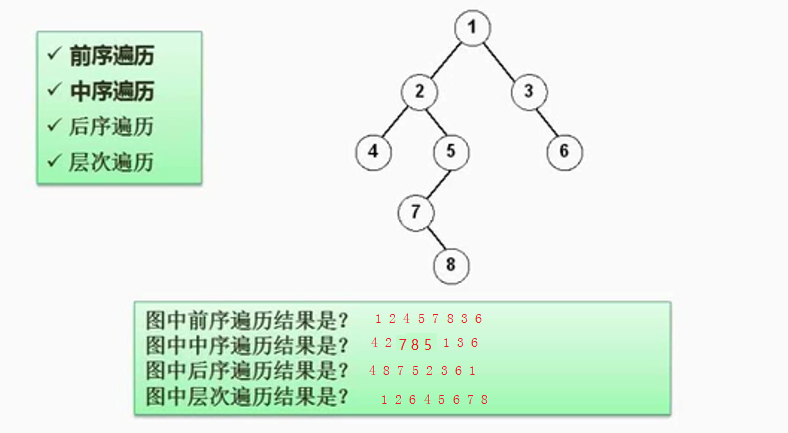 ✓ 前序遍历
✓ 中序遍历
✓ 后序遍历
✓ 层次遍历
1
2 3
4 5 6
7
8
图中前序遍历结果是? 1 2 4 5 7 8 3 6
图中中序遍历结果是? 4 2 7 8 5 1 3 6
图中后序遍历结果是? 4 8 7 5 2 3 6 1
图中层次遍历结果是? 1 2 6 4 5 6 7 8